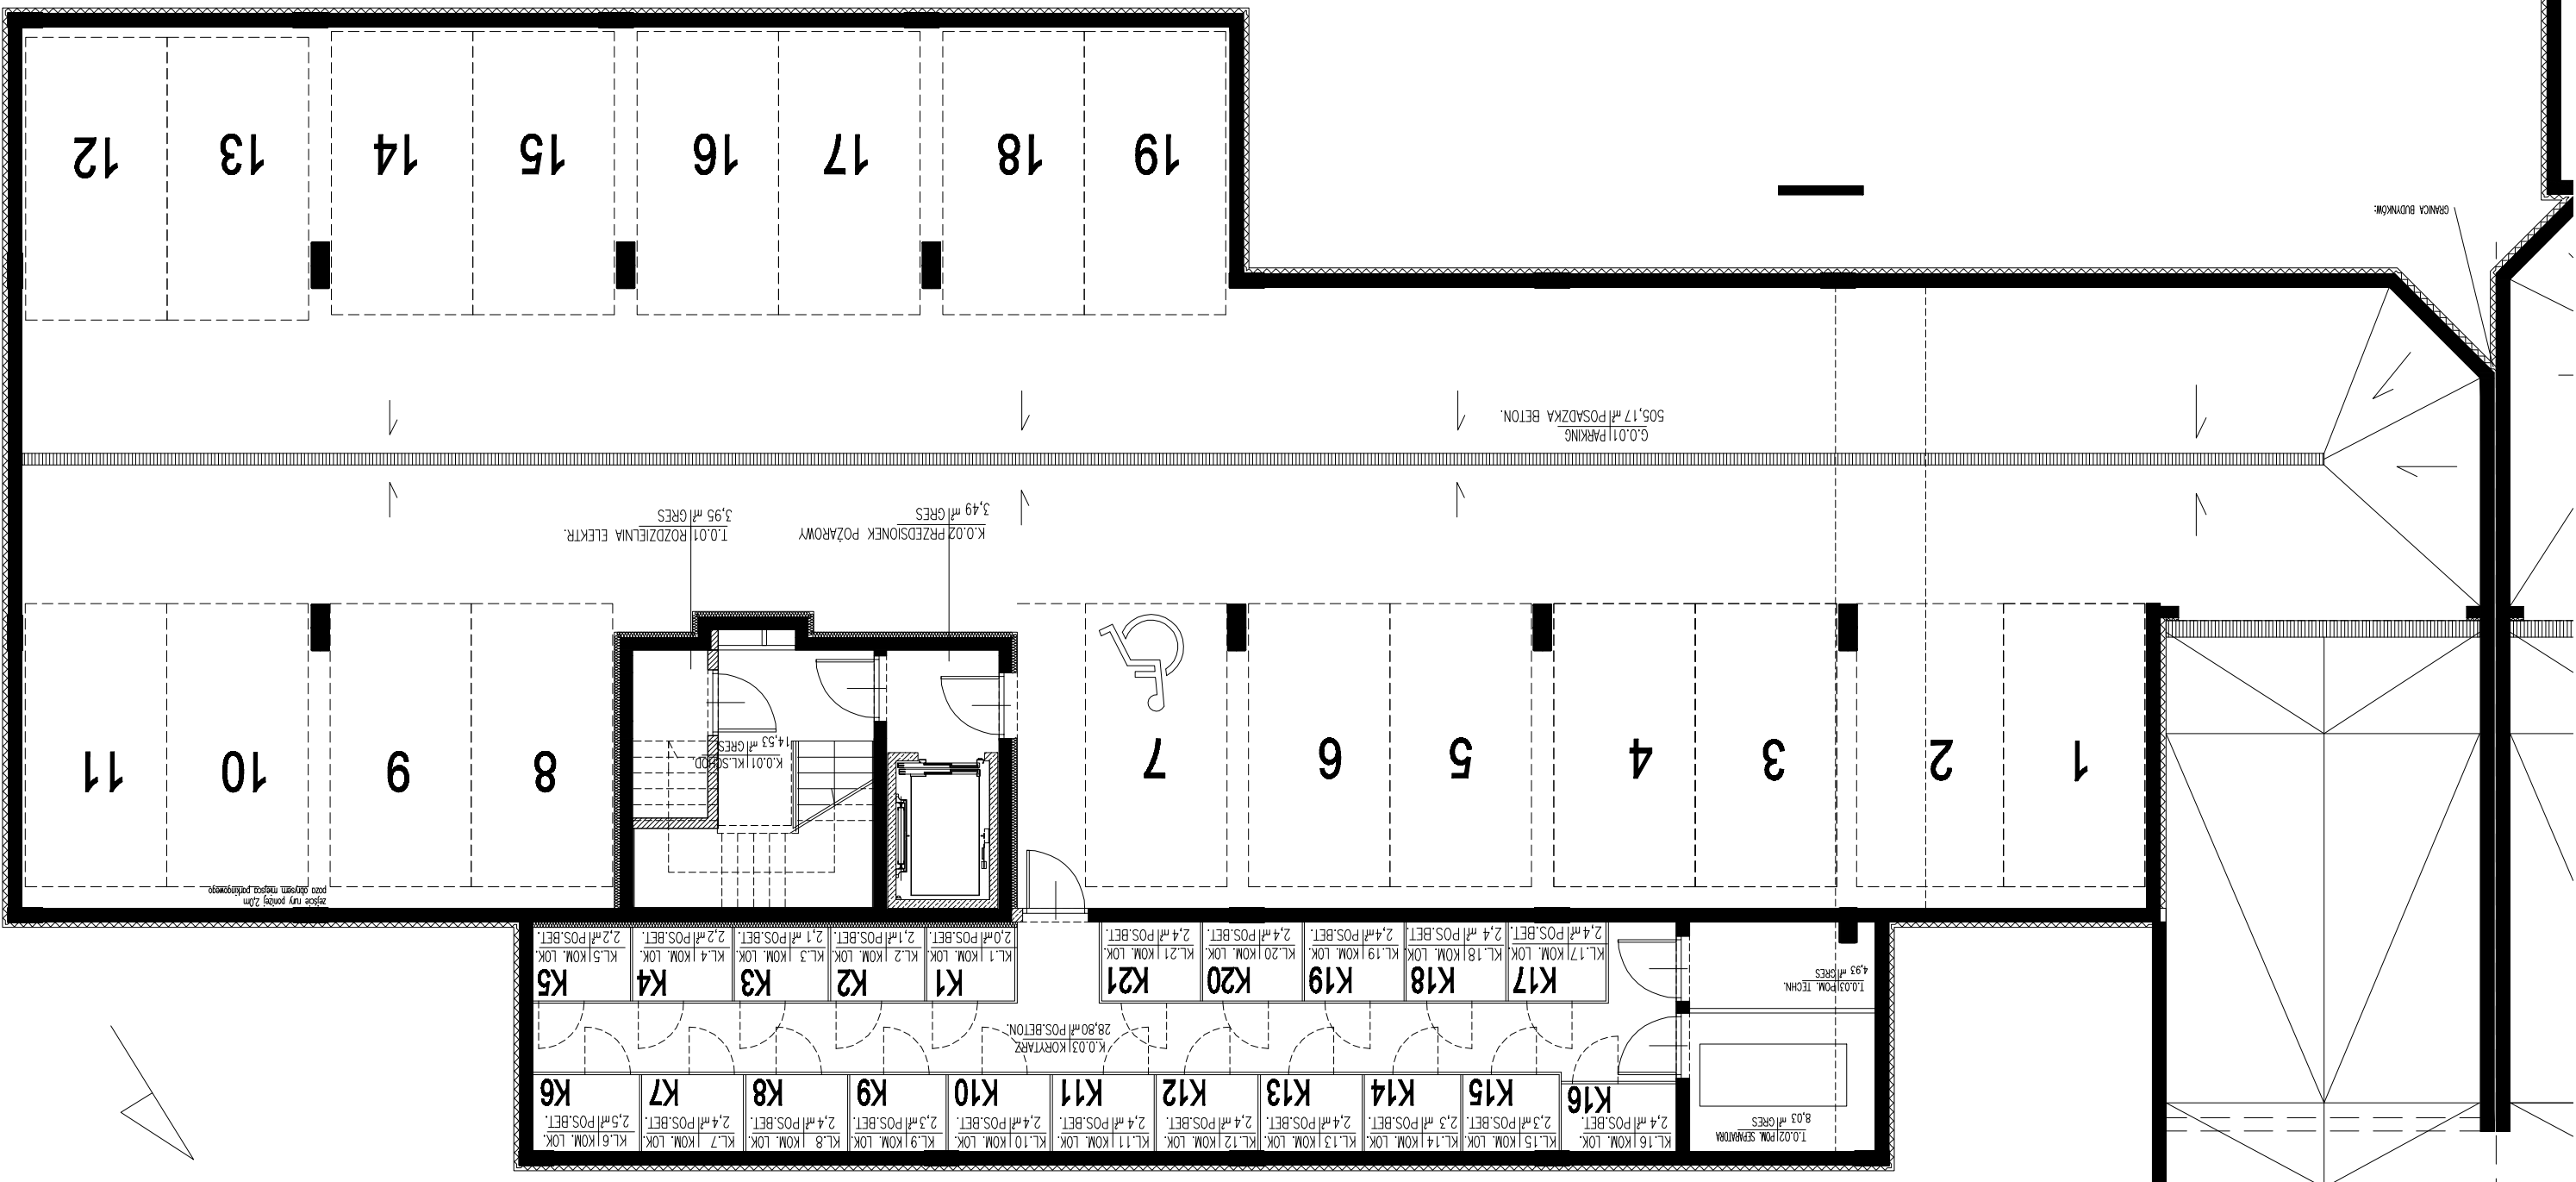 T.0.02 | POM. SEPARATORA
8,03 m² | GRES
KL.16 | KOM. LOK.
2,4 m² | POS.BET.
K16
KL.15 | KOM. LOK.
2,3 m² | POS.BET.
K15
KL.14 | KOM. LOK.
2,3 m² | POS.BET.
K14
KL.13 | KOM. LOK.
2,4 m² | POS.BET.
K13
KL.12 | KOM. LOK.
2,4 m² | POS.BET.
K12
KL.11 | KOM. LOK.
2,4 m² | POS.BET.
K11
KL.10 | KOM. LOK.
2,4 m² | POS.BET.
K10
KL.9 | KOM. LOK.
2,3 m² | POS.BET.
K9
KL.8 | KOM. LOK.
2,4 m² | POS.BET.
K8
KL.7 | KOM. LOK.
2,4 m² | POS.BET.
K7
KL.6 | KOM. LOK.
2,5 m² | POS.BET.
K6
K.0.03 | KORYTARZ
28,80 m² | POS.BETON.
T.0.03 | POM. TECHN.
4,93 m² | GRES
K17
KL.17 | KOM. LOK.
2,4 m² | POS.BET.
K18
KL.18 | KOM. LOK.
2,4 m² | POS.BET.
K19
KL.19 | KOM. LOK.
2,4 m² | POS.BET.
K20
KL.20 | KOM. LOK.
2,4 m² | POS.BET.
K21
KL.21 | KOM. LOK.
2,4 m² | POS.BET.
K1
KL.1 | KOM. LOK.
2,0 m² | POS.BET.
K2
KL.2 | KOM. LOK.
2,1 m² | POS.BET.
K3
KL.3 | KOM. LOK.
2,1 m² | POS.BET.
K4
KL.4 | KOM. LOK.
2,2 m² | POS.BET.
K5
KL.5 | KOM. LOK.
2,2 m² | POS.BET.
zejście rury poniżej 2,0m
poza obrysem miejsca parkingowego
1
2
3
4
5
6
7
K.0.01 | KL.SCHOD.
14,53 m² | GRES
8
9
10
11
K.0.02 | PRZEDSIONEK POŻAROWY
3,49 m² | GRES
T.0.01 | ROZDZIELNIA ELEKTR.
3,95 m² | GRES
G.0.01 | PARKING
505,17 m² | POSADZKA BETON.
GRANICA BUDYNKÓW:
19
18
17
16
15
14
13
12